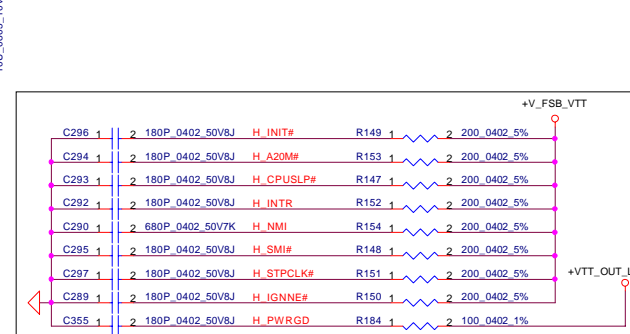 +V_FSB_VTT
C296 1 2 180P_0402_50V8J H_INIT# R149 1 2 200_0402_5%
C294 1 2 180P_0402_50V8J H_A20M# R153 1 2 200_0402_5%
C293 1 2 180P_0402_50V8J H_CPUSLP# R147 1 2 200_0402_5%
C292 1 2 180P_0402_50V8J H_INTR R152 1 2 200_0402_5%
C290 1 2 680P_0402_50V7K H_NMI R154 1 2 200_0402_5%
C295 1 2 180P_0402_50V8J H_SMI# R148 1 2 200_0402_5%
C297 1 2 180P_0402_50V8J H_STPCLK# R151 1 2 200_0402_5%
+VTT_OUT_L
C289 1 2 180P_0402_50V8J H_IGNNE# R150 1 2 200_0402_5%
C355 1 2 180P_0402_50V8J H_PWRGD R184 1 2 100_0402_1%